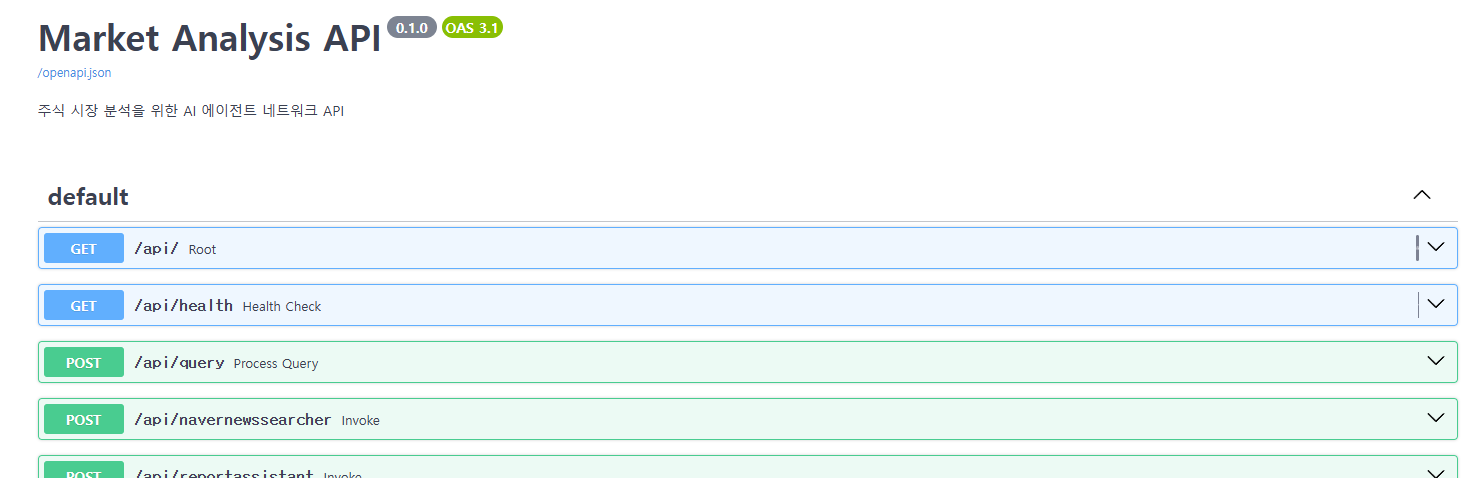 Market Analysis API 0.1.0 OAS 3.1
/openapi.json
주식 시장 분석을 위한 AI 에이전트 네트워크 API
default
GET /api/ Root
GET /api/health Health Check
POST /api/query Process Query
POST /api/navernewssearcher Invoke
POST /api/reportassistant Invoke